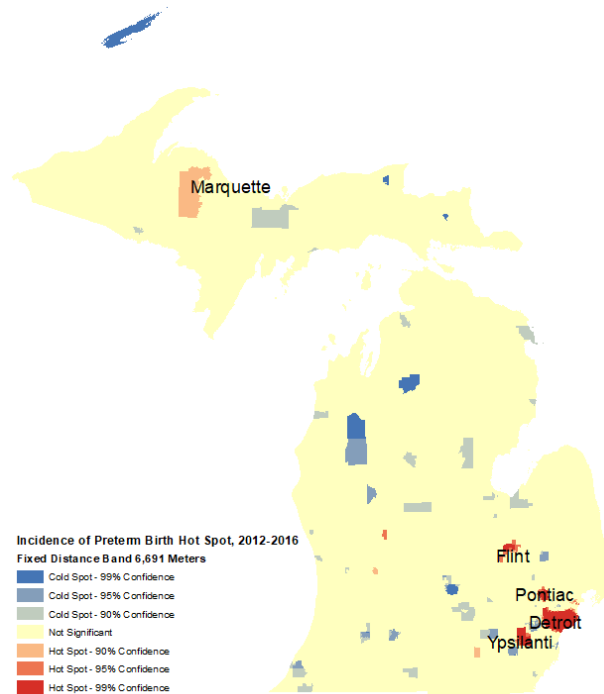 Marquette
Incidence of Preterm Birth Hot Spot, 2012-2016
Fixed Distance Band 6,691 Meters
Cold Spot - 99% Confidence
Cold Spot - 95% Confidence
Cold Spot - 90% Confidence
Not Significant
Hot Spot - 90% Confidence
Hot Spot - 95% Confidence
Hot Spot - 99% Confidence
Flint
Pontiac
Detroit
Ypsilanti